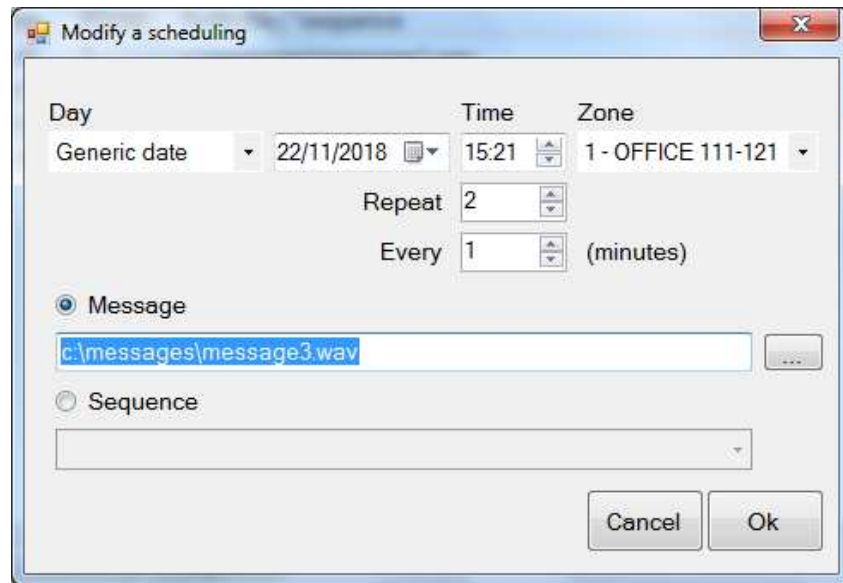 Modify a scheduling
Day Time Zone
Generic date 22/11/2018 15:21 1 - OFFICE 111-121
Repeat 2
Every 1 (minutes)
Message
c:\messages\message3.wav
...
Sequence
Cancel Ok